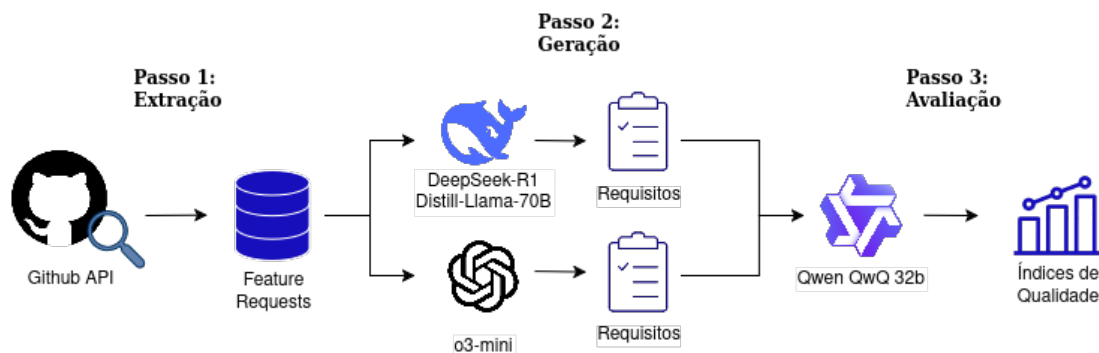 Passo 1:
Extração
Github API
Feature
Requests
Passo 2:
Geração
DeepSeek-R1
Distill-Llama-70B
Requisitos
o3-mini
Requisitos
Passo 3:
Avaliação
Qwen QwQ 32b
Índices de
Qualidade